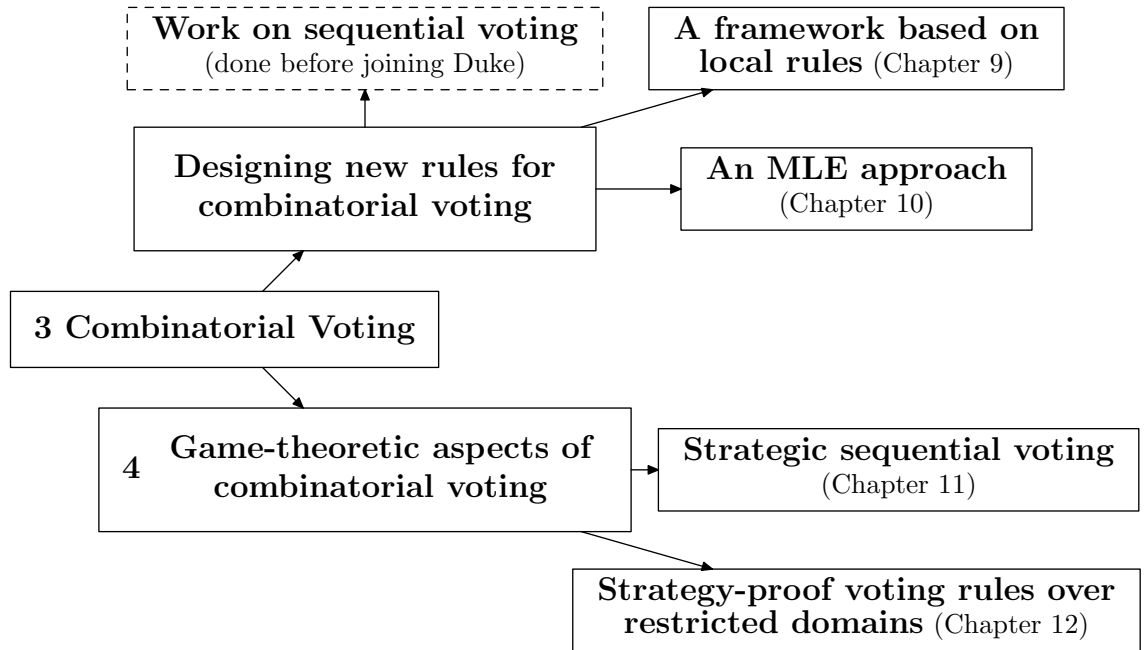 Work on sequential voting
(done before joining Duke)
A framework based on
local rules (Chapter 9)
Designing new rules for
combinatorial voting
An MLE approach
(Chapter 10)
3 Combinatorial Voting
4 Game-theoretic aspects of
combinatorial voting
Strategic sequential voting
(Chapter 11)
Strategy-proof voting rules over
restricted domains (Chapter 12)